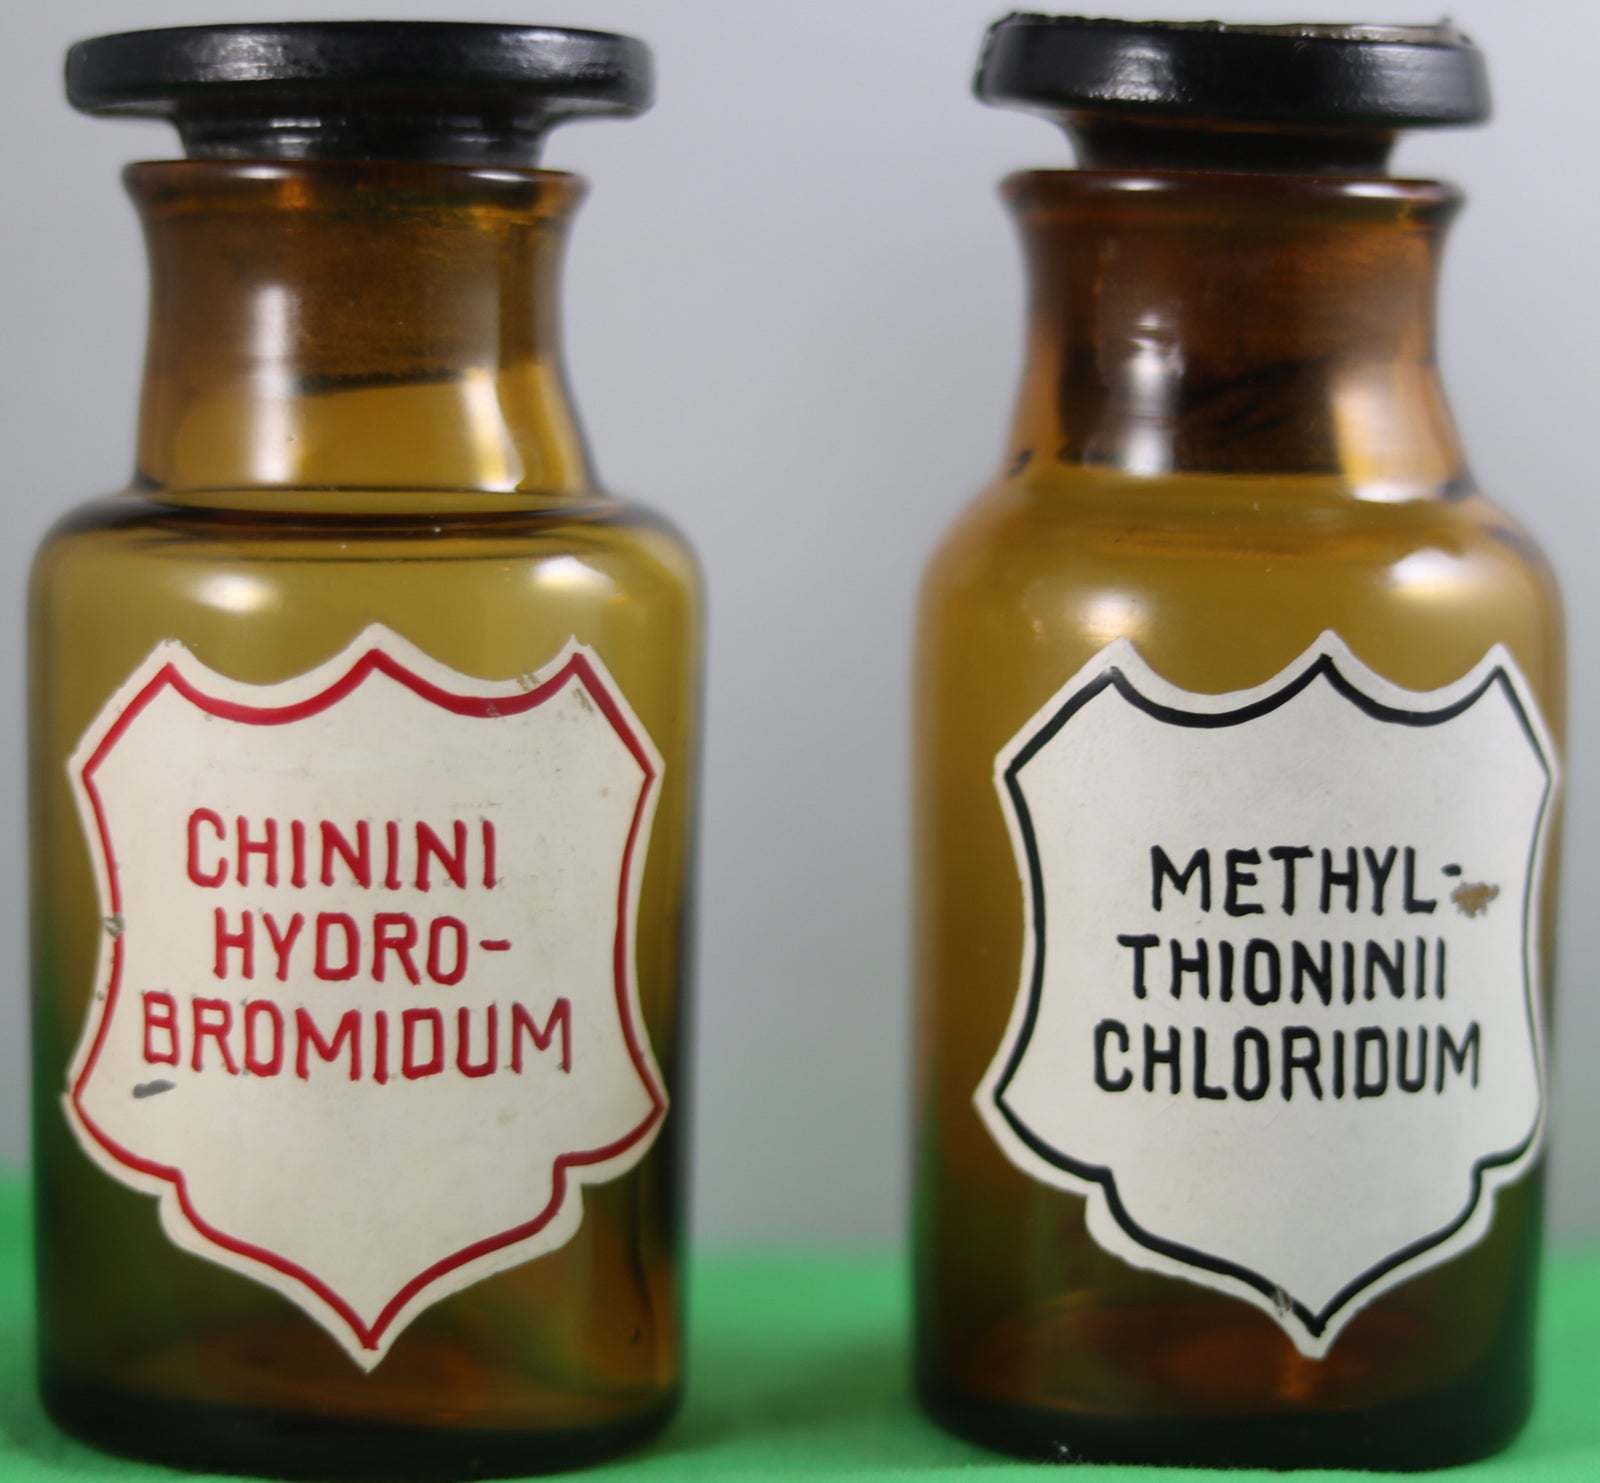 CHININI
HYDRO-
BROMIDUM
METHYL-
THIONINII
CHLORIDUM